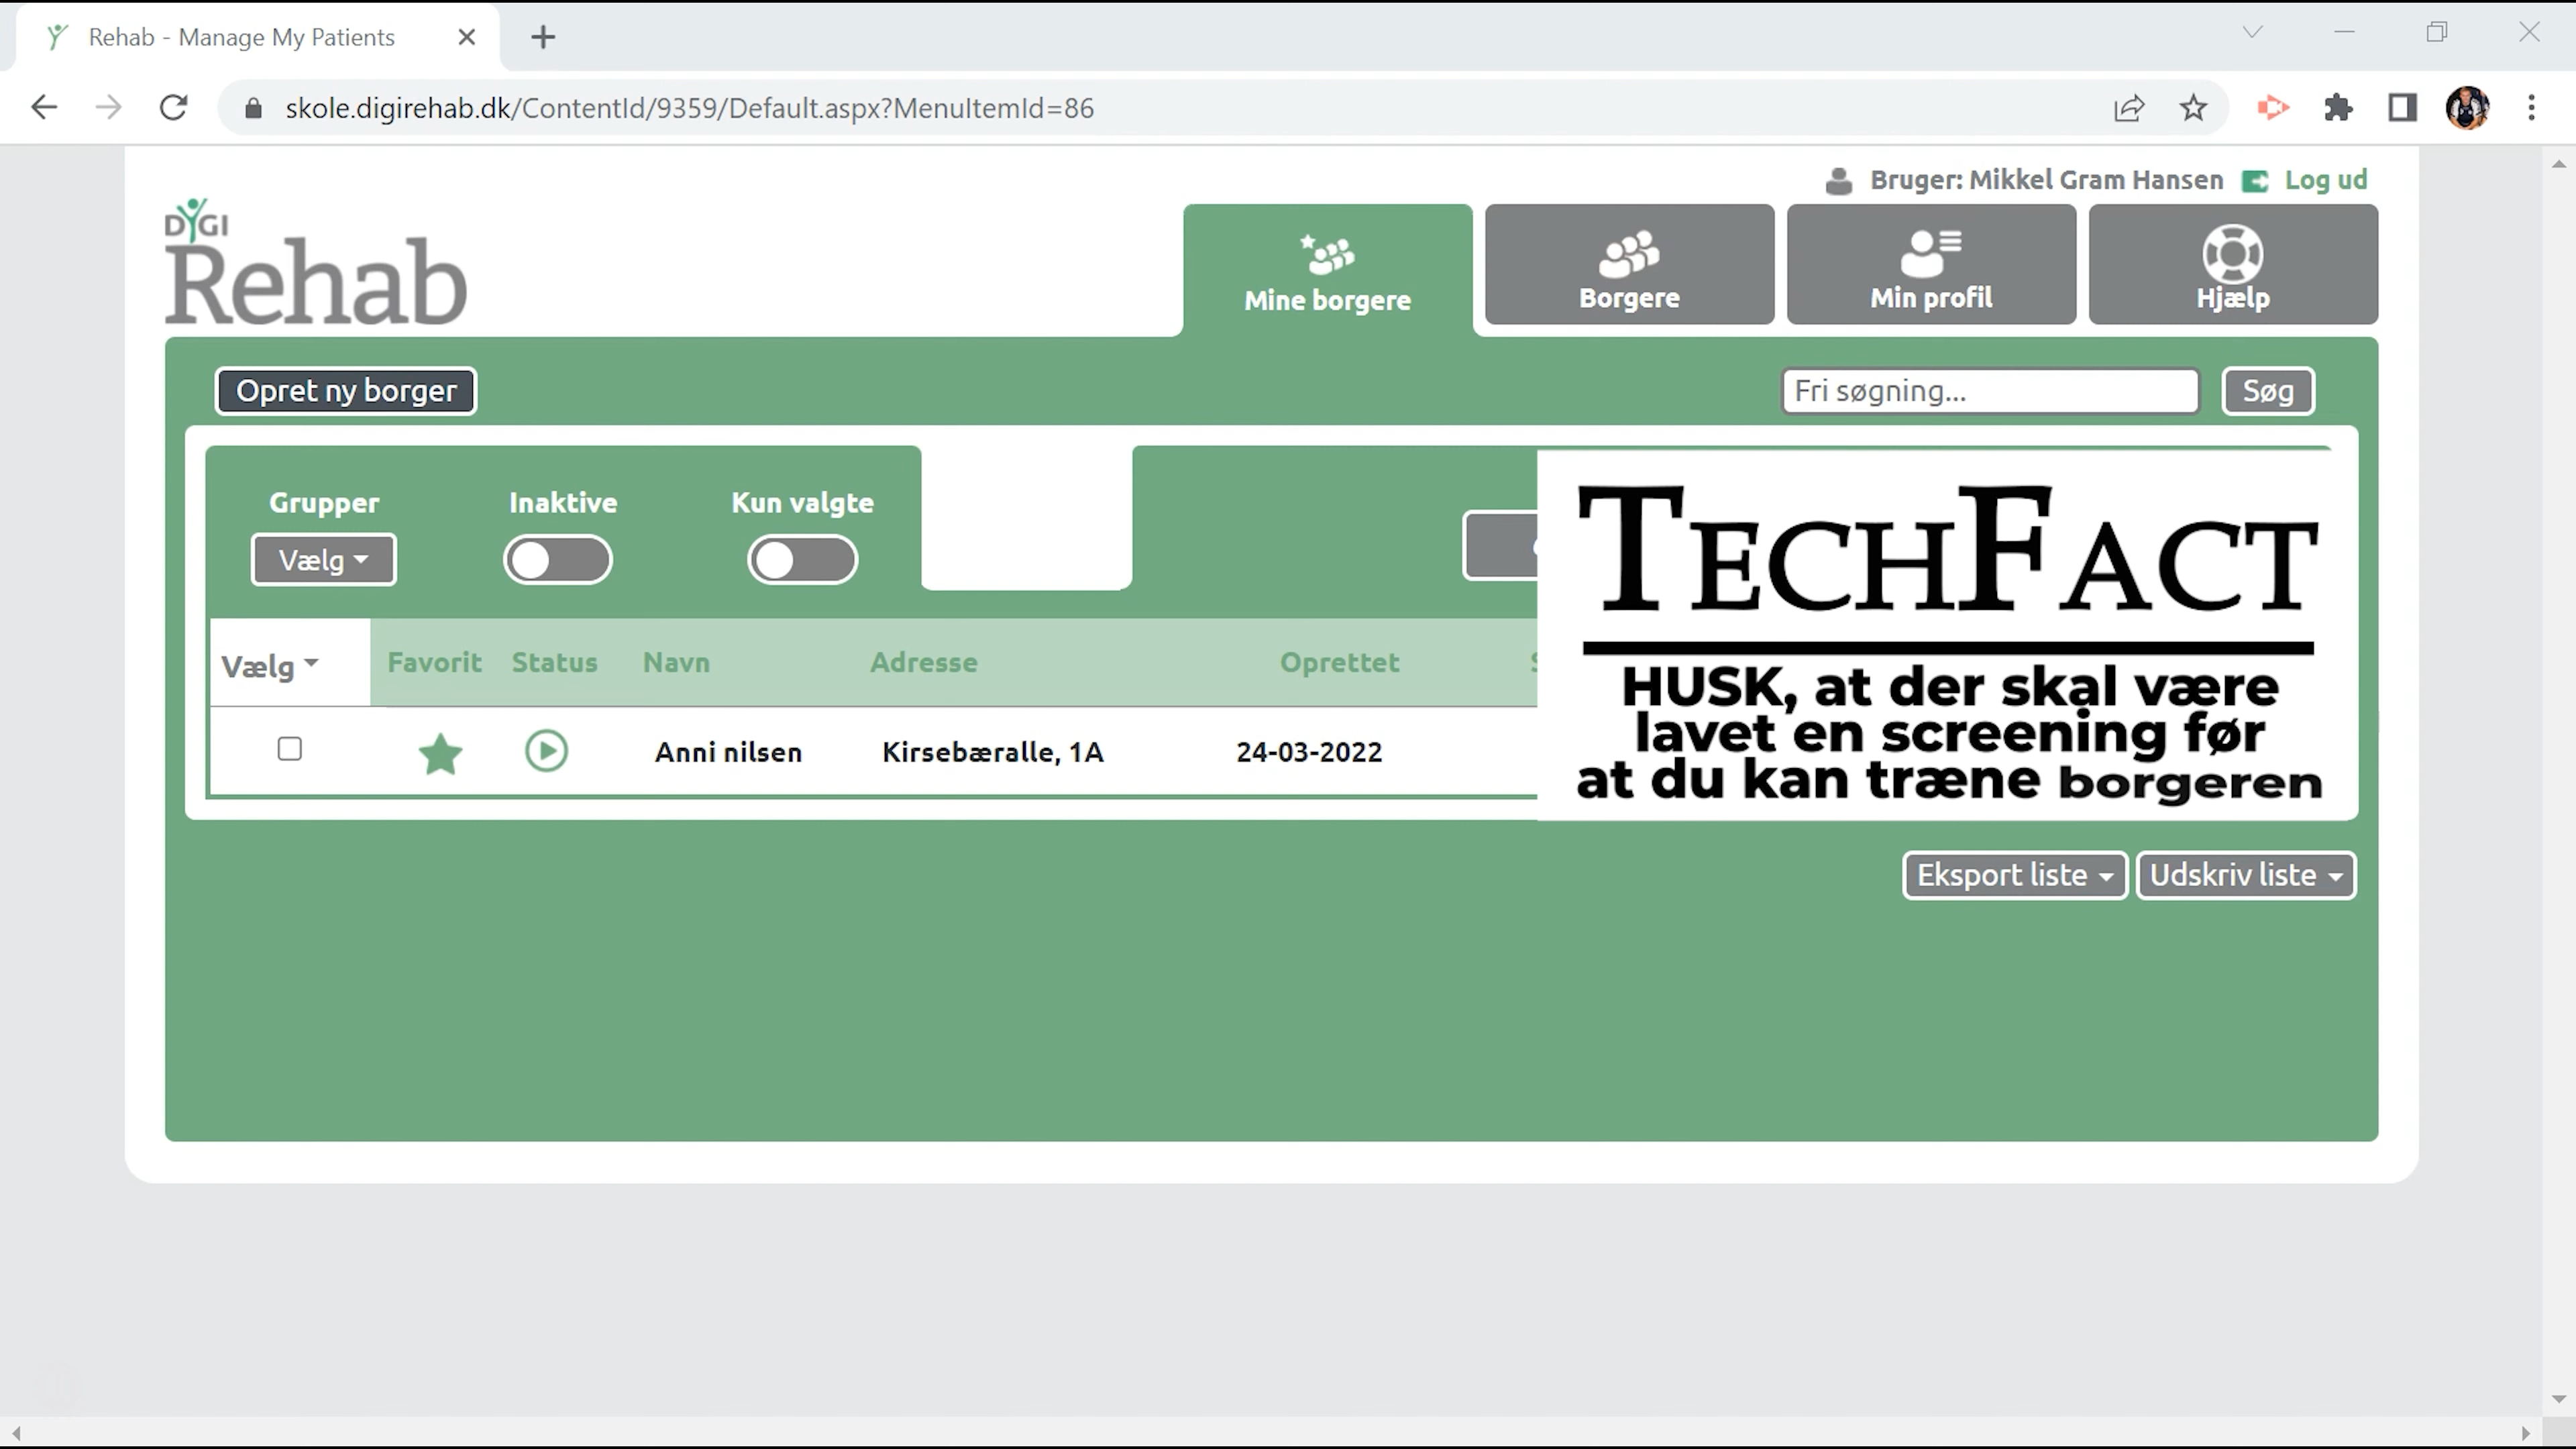 Rehab - Manage My Patients
skole.digirehab.dk/ContentId/9359/Default.aspx?MenuItemId=86
Bruger: Mikkel Gram Hansen Log ud
DYGI
Rehab
Mine borgere Borgere Min profil Hjælp
Opret ny borger Fri søgning... Søg
Grupper Inaktive Kun valgte
Vælg
TECHFACT
Vælg Favorit Status Navn Adresse Oprettet
Anni nilsen Kirsebæralle, 1A 24-03-2022
HUSK, at der skal være
lavet en screening før
at du kan træne borgeren
Eksport liste Udskriv liste